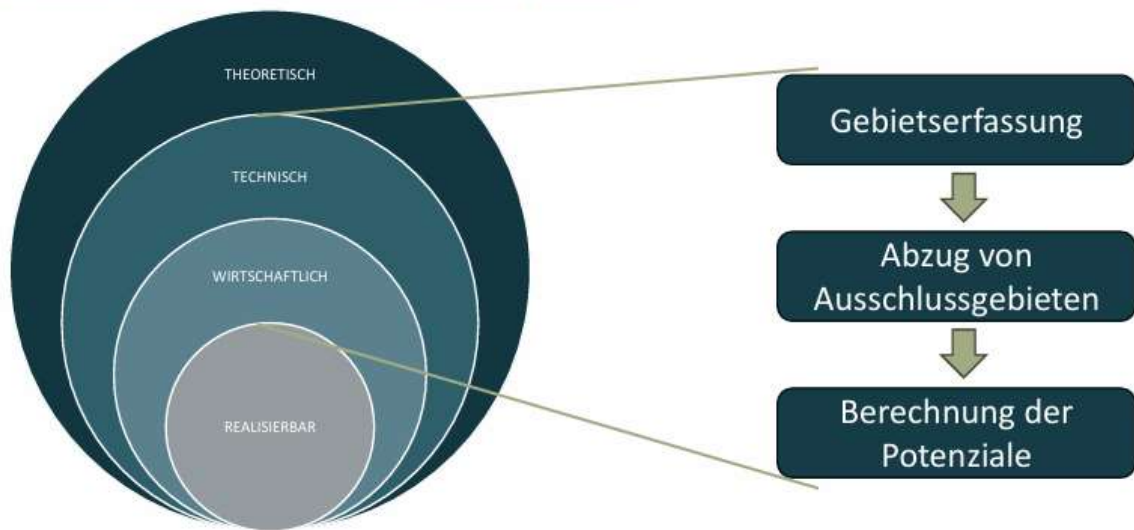 THEORETISCH
TECHNISCH
WIRTSCHAFTLICH
REALISIERBAR
Gebietserfassung
Abzug von
Ausschlussgebieten
Berechnung der
Potenziale